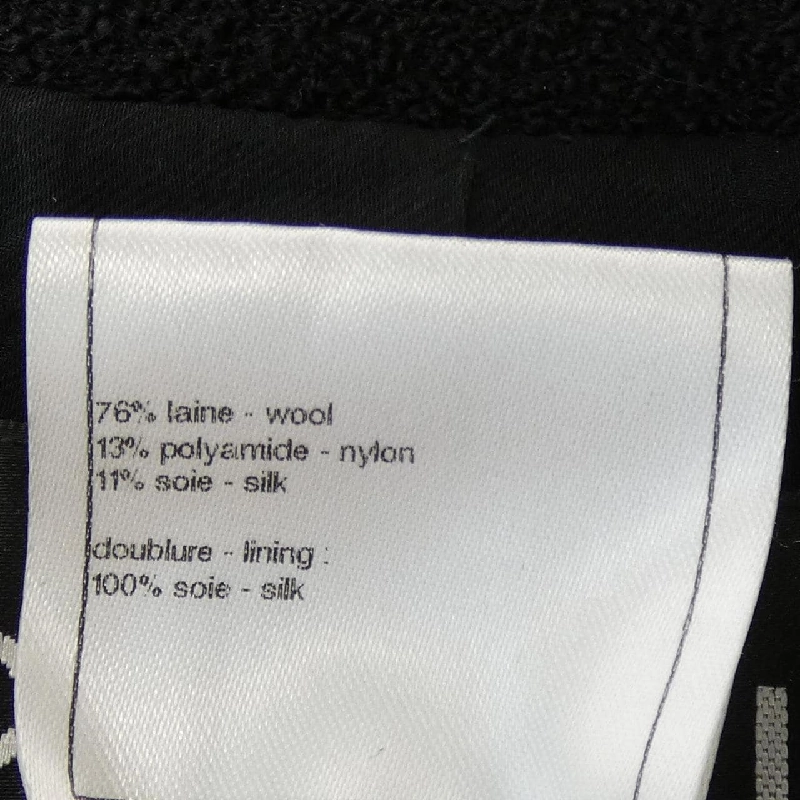 76% laine - wool
13% polyamide - nylon
11% soie - silk
doublure - lining :
100% soie - silk